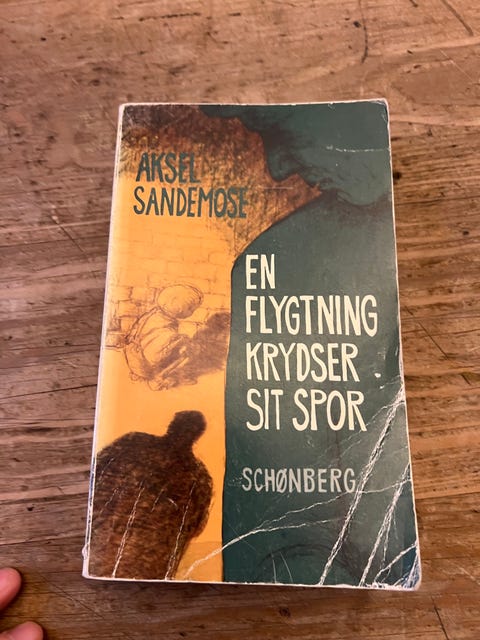 AKSEL
SANDEMOSE
EN
FLYGTNING
KRYDSER
SIT SPOR
SCHØNBERG